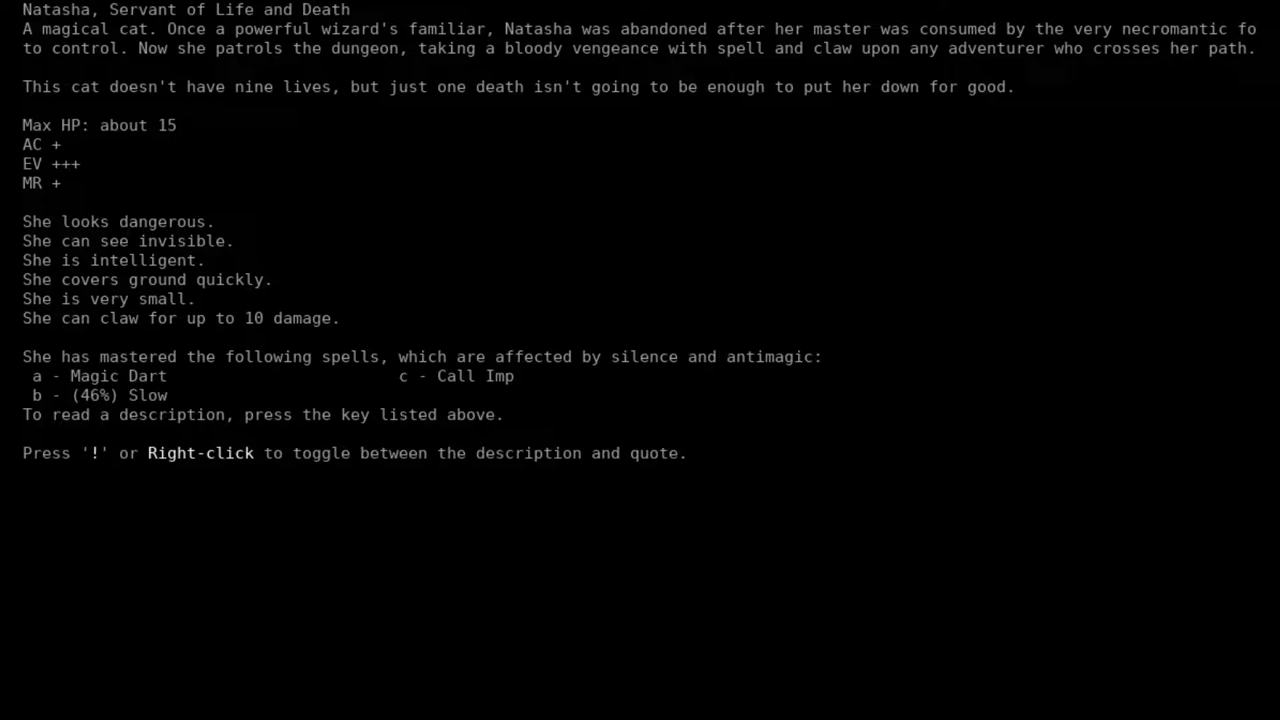 Natasha, Servant of Life and Death
A magical cat. Once a powerful wizard's familiar, Natasha was abandoned after her master was consumed by the very necromantic fo
to control. Now she patrols the dungeon, taking a bloody vengeance with spell and claw upon any adventurer who crosses her path.
This cat doesn't have nine lives, but just one death isn't going to be enough to put her down for good.
Max HP: about 15
AC +
EV +++
MR +
She looks dangerous.
She can see invisible.
She is intelligent.
She covers ground quickly.
She is very small.
She can claw for up to 10 damage.
She has mastered the following spells, which are affected by silence and antimagic:
a - Magic Dart c - Call Imp
b - (46%) Slow
To read a description, press the key listed above.
Press '!' or Right-click to toggle between the description and quote.